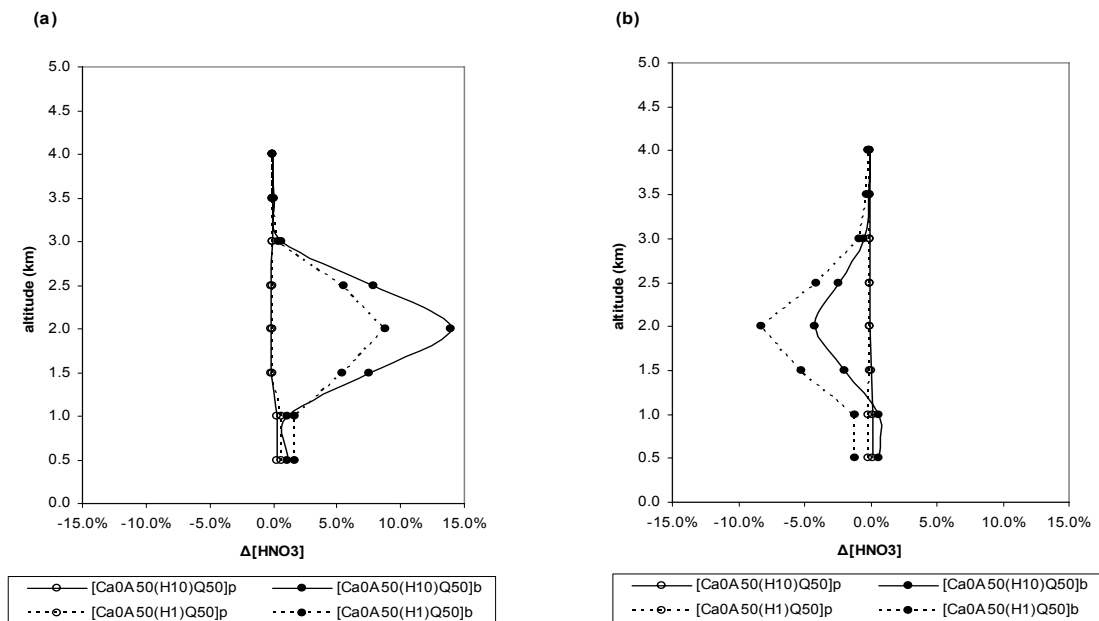 (a)
5.0
4.5
4.0
3.5
3.0
2.5
2.0
1.5
1.0
0.5
0.0
altitude (km)
-15.0% -10.0% -5.0% 0.0% 5.0% 10.0% 15.0%
Δ[HNO3]
[Ca0A50(H10)Q50]p [Ca0A50(H10)Q50]b
[Ca0A50(H1)Q50]p [Ca0A50(H1)Q50]b
(b)
5.0
4.5
4.0
3.5
3.0
2.5
2.0
1.5
1.0
0.5
0.0
altitude (km)
-15.0% -10.0% -5.0% 0.0% 5.0% 10.0% 15.0%
Δ[HNO3]
[Ca0A50(H10)Q50]p [Ca0A50(H10)Q50]b
[Ca0A50(H1)Q50]p [Ca0A50(H1)Q50]b